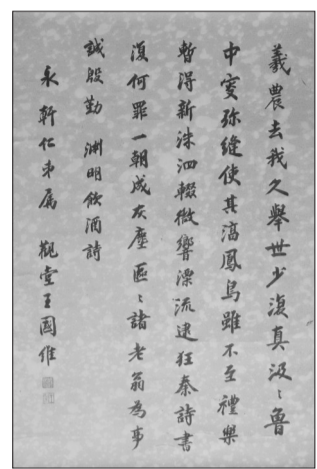 羲農去我久舉世少復真汲〻魯
中叟弥縫使其淳鳳鳥雖不至禮樂
暫得新洙泗輟微響漂流逮狂秦詩書
復何罪一朝成灰塵區〻諸老翁為事
誠殷勤 淵明飲酒詩
永軒仁弟屬 觀堂王國維